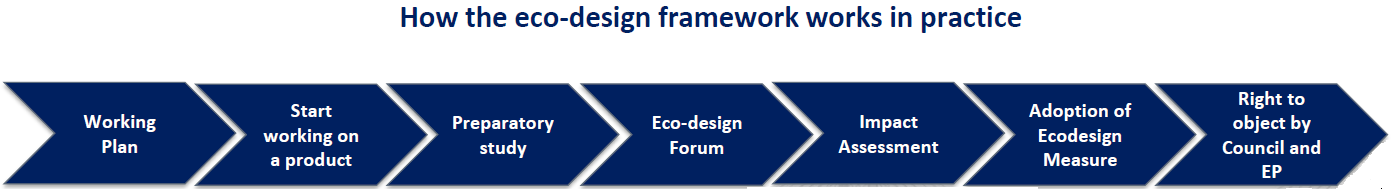 How the eco-design framework works in practice
Working
Plan
Start
working on
a product
Preparatory
study
Eco-design
Forum
Impact
Assessment
Adoption of
Ecodesign
Measure
Right to
object by
Council and
EP